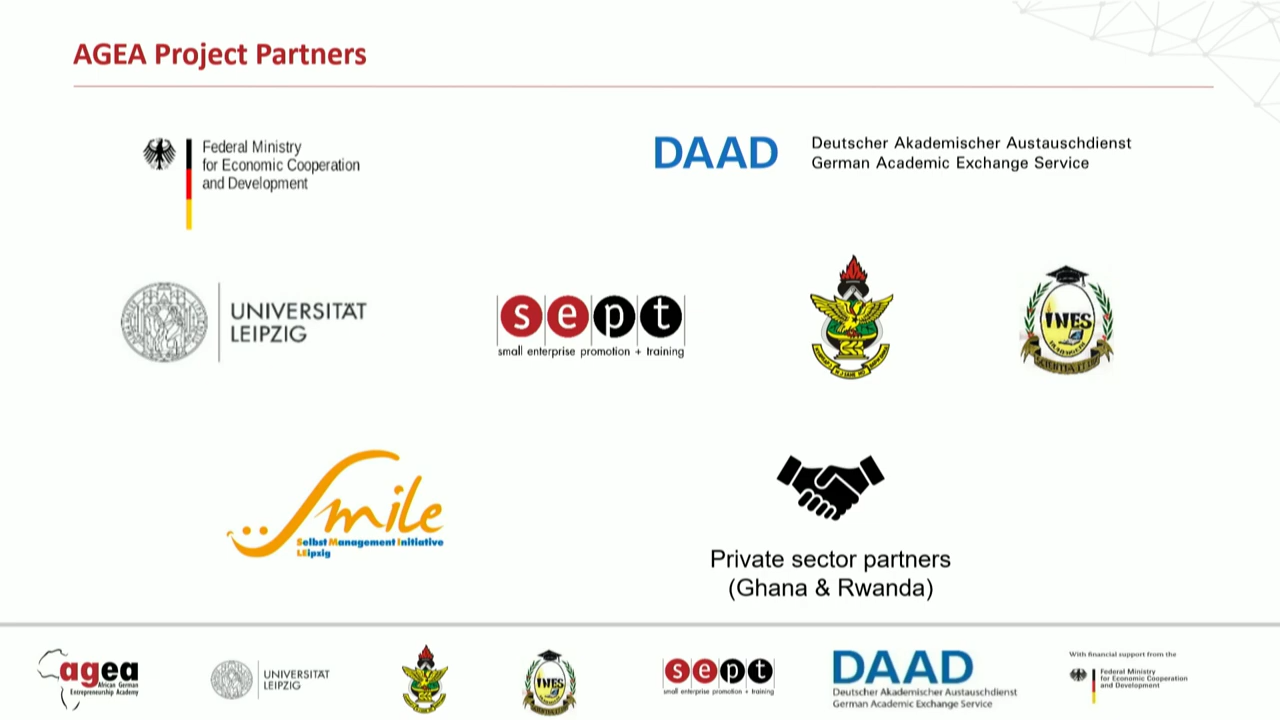 AGEA Project Partners
Federal Ministry
for Economic Cooperation
and Development
DAAD
Deutscher Akademischer Austauschdienst
German Academic Exchange Service
UNIVERSITÄT
LEIPZIG
sept
small enterprise promotion + training
INES
Smile
Selbst Management Initiative
LEipzig
Private sector partners
(Ghana & Rwanda)
agea
African German
Entrepreneurship Academy
UNIVERSITÄT
LEIPZIG
INES
sept
small enterprise promotion + training
DAAD
Deutscher Akademischer Austauschdienst
German Academic Exchange Service
With financial support from the
Federal Ministry
for Economic Cooperation
and Development